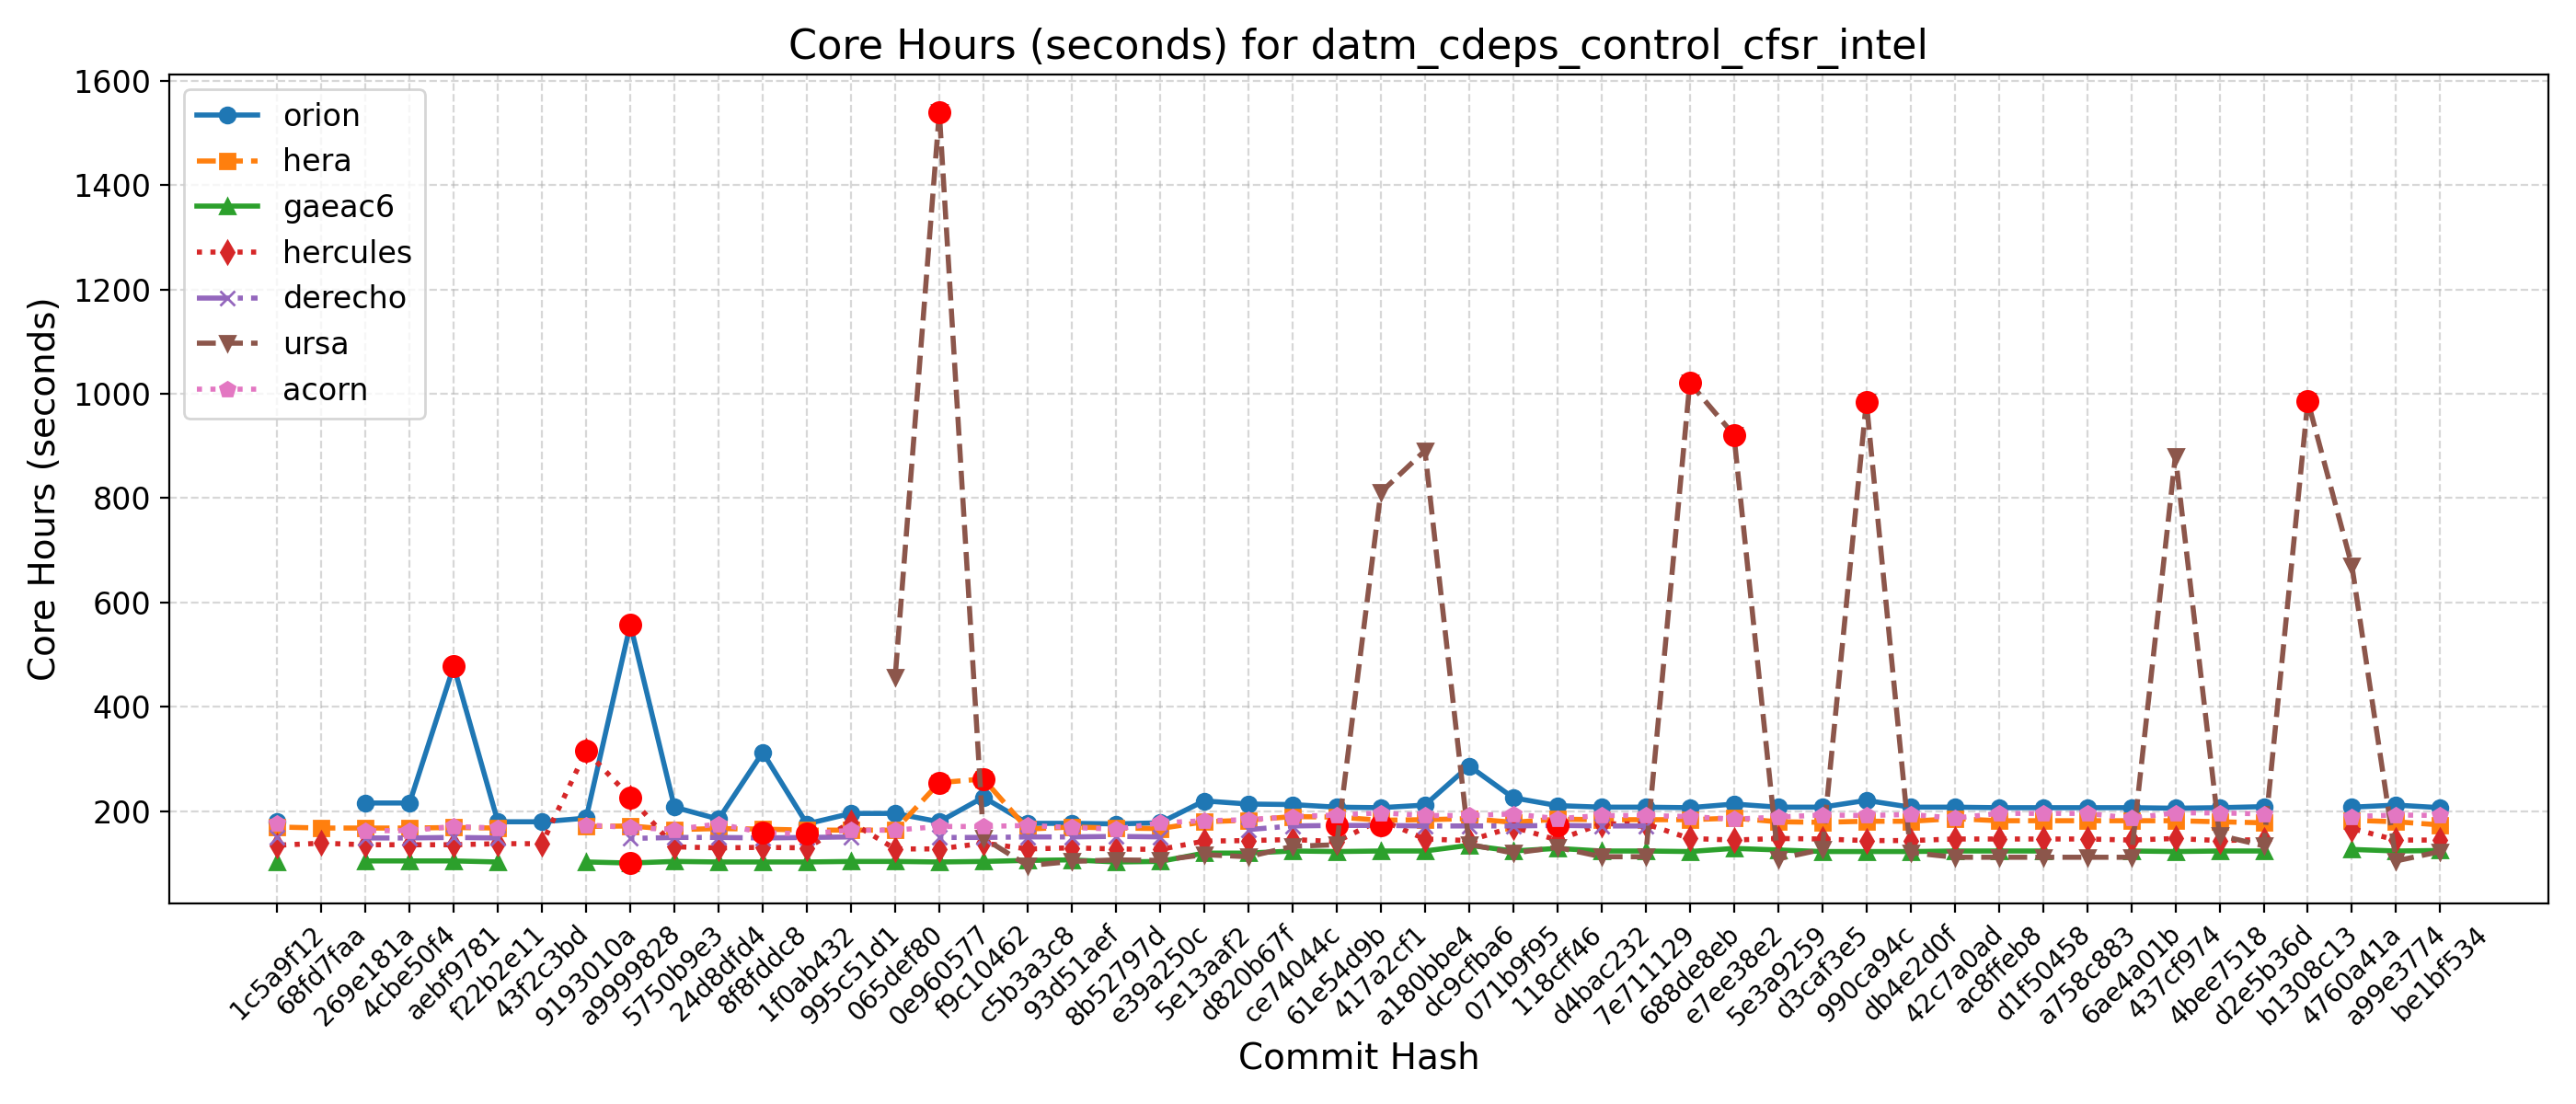 Core Hours (seconds) for datm_cdeps_control_cfsr_intel
Core Hours (seconds)
1600
1400
1200
1000
800
600
400
200
orion
hera
gaeac6
hercules
derecho
ursa
acorn
1c5a9f12
68fd7faa
269e181a
4cbe50f4
aebf9781
f22b2e11
43f2c3bd
9193010a
a9999828
5750b9e3
24d8dfd4
8f8fddc8
1f0ab432
995c51d1
065def80
0e960577
f9c10462
c5b3a3c8
93d51aef
8b52797d
e39a250c
5e13aaf2
d820b67f
ce74044c
61e54d9b
417a2cf1
a180bbe4
dc9cfba6
071b9f95
118cff46
d4bac232
7e711129
688de8eb
e7ee38e2
5e3a9259
d3caf3e5
990ca94c
db4e2d0f
42c7a0ad
ac8ffeb8
d1f50458
a758c883
6ae4a01b
437cf974
4bee7518
d2e5b36d
b1308c13
4760a41a
a99e3774
be1bf534
Commit Hash